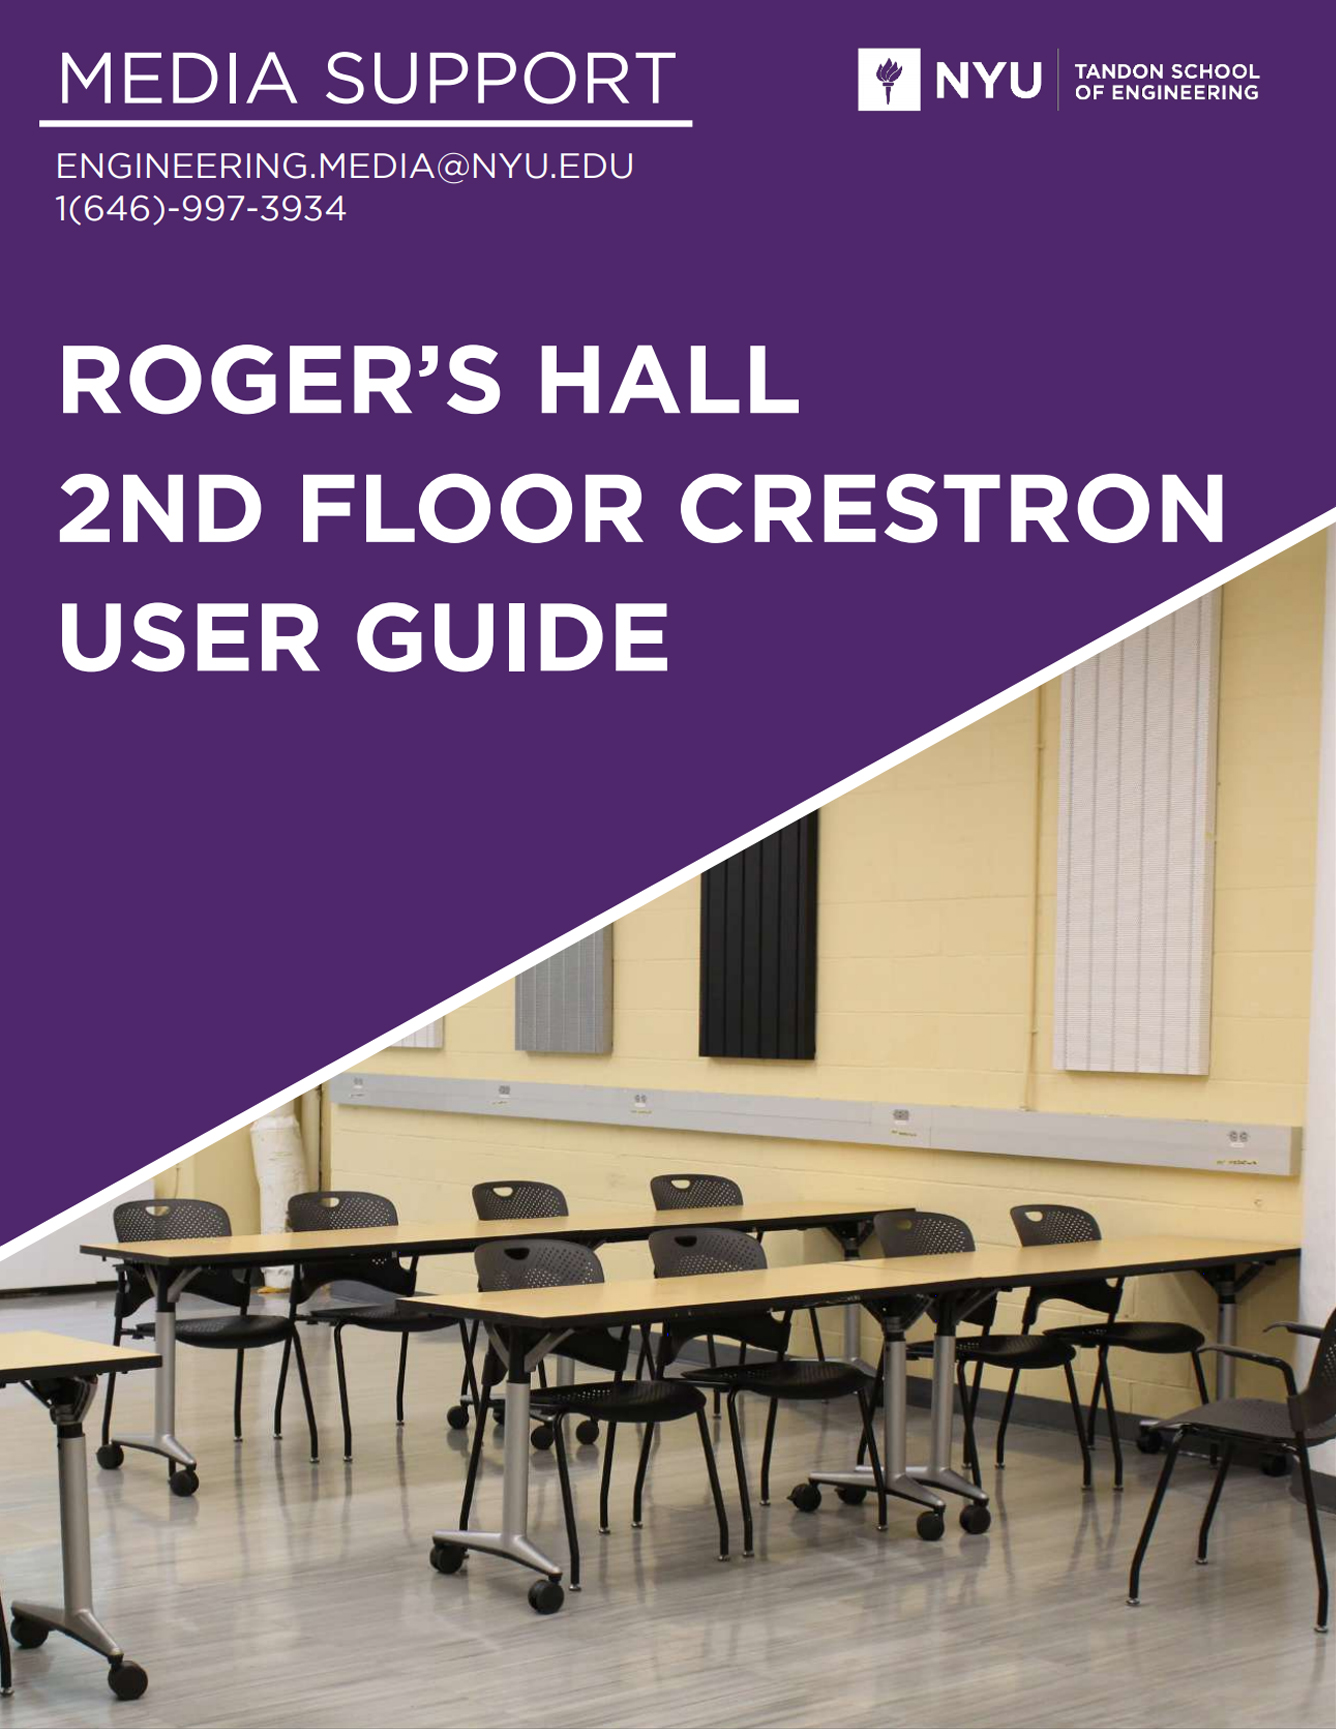 MEDIA SUPPORT
NYU
TANDON SCHOOL
OF ENGINEERING
ENGINEERING.MEDIA@NYU.EDU
1(646)-997-3934
ROGER’S HALL
2ND FLOOR CRESTRON
USER GUIDE